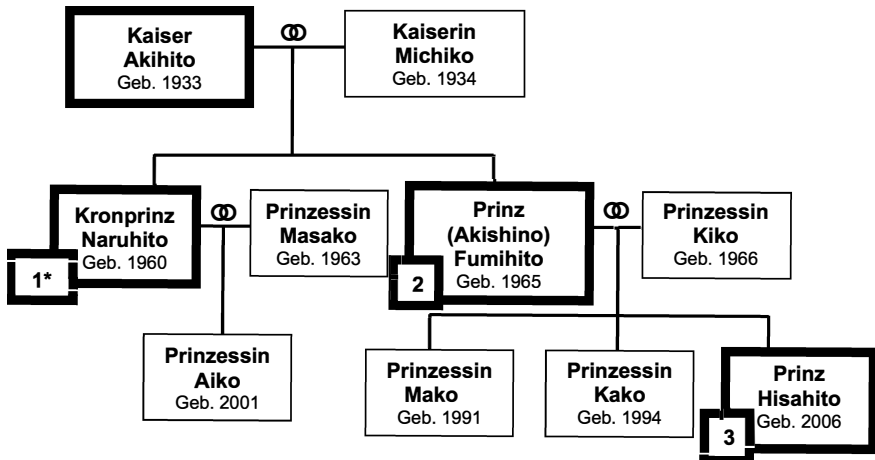 Kaiser
Akihito
Geb. 1933
Kaiserin
Michiko
Geb. 1934
Kronprinz
Naruhito
Geb. 1960
1*
Prinzessin
Masako
Geb. 1963
Prinz
(Akishino)
Fumihito
Geb. 1965
2
Prinzessin
Kiko
Geb. 1966
Prinzessin
Aiko
Geb. 2001
Prinzessin
Mako
Geb. 1991
Prinzessin
Kako
Geb. 1994
Prinz
Hisahito
Geb. 2006
3